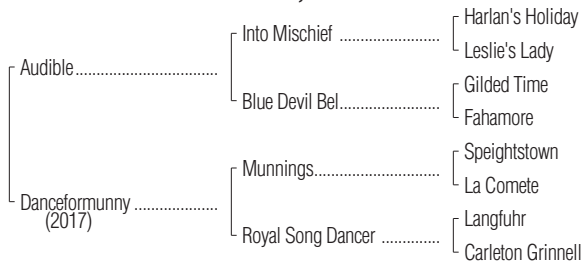 Harlan's Holiday
Into Mischief ....................
Leslie's Lady
Audible.............................
Gilded Time
Blue Devil Bel....................
Fahamore
Speightstown
Munnings.........................
La Comete
Danceformunny .................
(2017)
Langfuhr
Royal Song Dancer ............
Carleton Grinnell